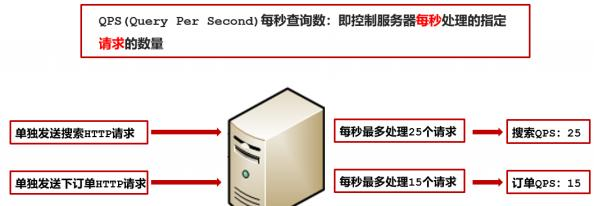 QPS(Query Per Second)每秒查询数：即控制服务器每秒处理的指定
请求的数量
单独发送搜索HTTP请求
每秒最多处理25个请求
搜索QPS：25
单独发送下订单HTTP请求
每秒最多处理15个请求
订单QPS：15